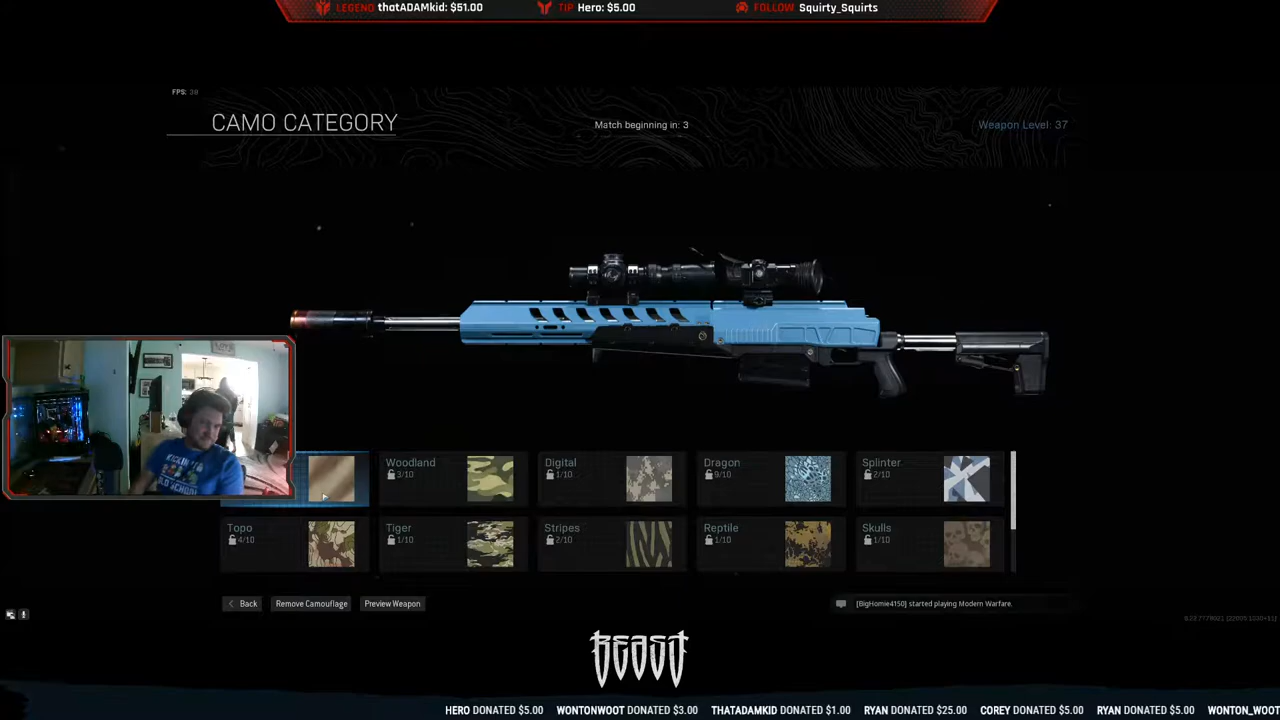 LEGEND thatADAMkid: $51.00 TIP Hero: $5.00 FOLLOW Squirty_Squirts
FPS: 38
CAMO CATEGORY
Match beginning in: 3
Weapon Level: 37
Woodland
3/10
Digital
1/10
Dragon
9/10
Splinter
2/10
Topo
4/10
Tiger
1/10
Stripes
2/10
Reptile
1/10
Skulls
1/10
Back
Remove Camouflage
Preview Weapon
[BigHomie4150] started playing Modern Warfare.
BEAST
HERO DONATED $5.00 WONTONWOOT DONATED $3.00 THATADAMKID DONATED $1.00 RYAN DONATED $25.00 COREY DONATED $5.00 RYAN DONATED $5.00 WONTON_WOOT